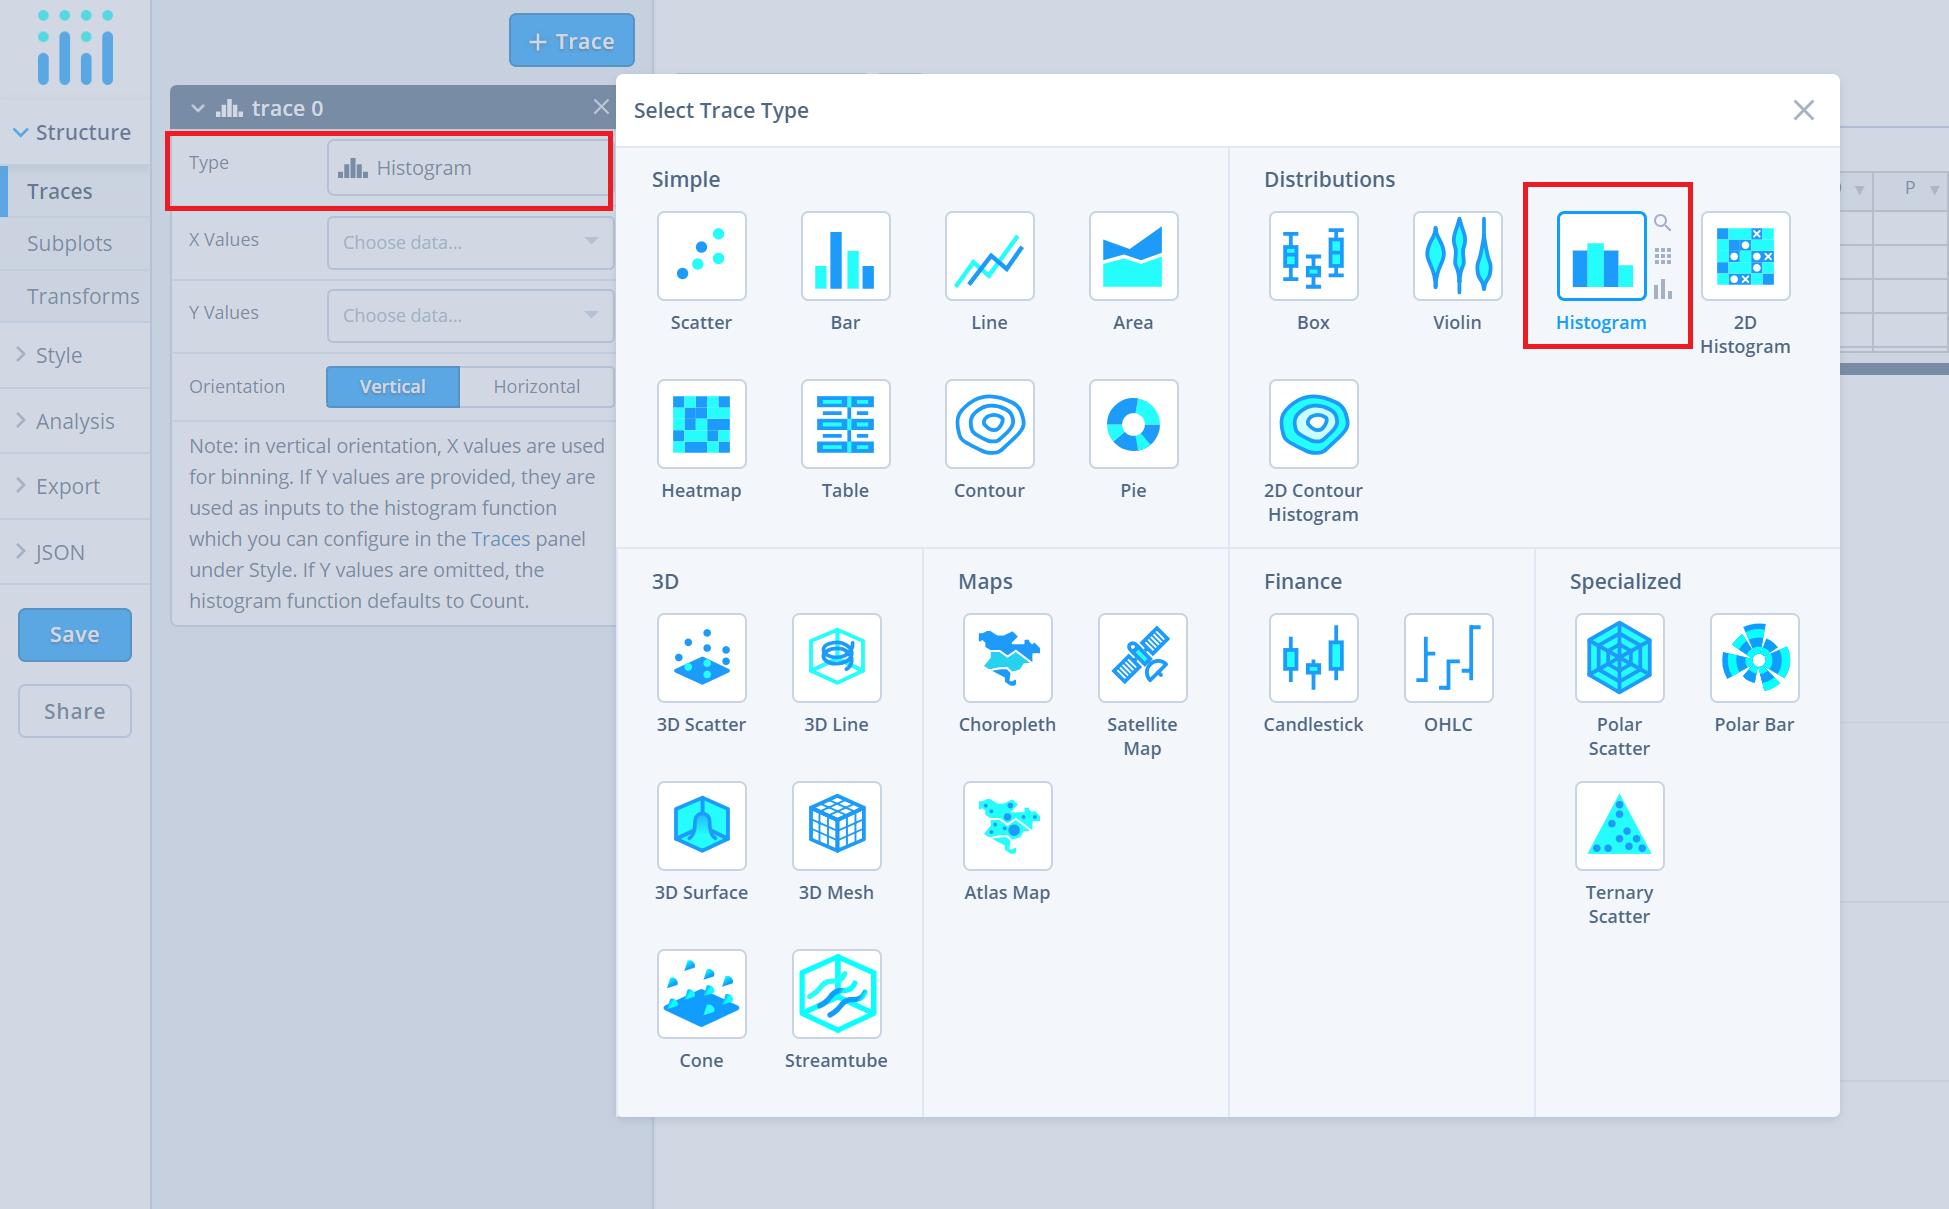 Structure
Traces
Subplots
Transforms
Style
Analysis
Export
JSON
Save
Share
+ Trace
trace 0
Type
Histogram
X Values
Choose data...
Y Values
Choose data...
Orientation
Vertical
Horizontal
Note: in vertical orientation, X values are used
for binning. If Y values are provided, they are
used as inputs to the histogram function
which you can configure in the Traces panel
under Style. If Y values are omitted, the
histogram function defaults to Count.
Select Trace Type
Simple
Scatter
Bar
Line
Area
Heatmap
Table
Contour
Pie
Distributions
Box
Violin
Histogram
2D
Histogram
2D Contour
Histogram
3D
3D Scatter
3D Line
3D Surface
3D Mesh
Cone
Streamtube
Maps
Choropleth
Satellite
Map
Atlas Map
Finance
Candlestick
OHLC
Specialized
Polar
Scatter
Polar Bar
Ternary
Scatter
P